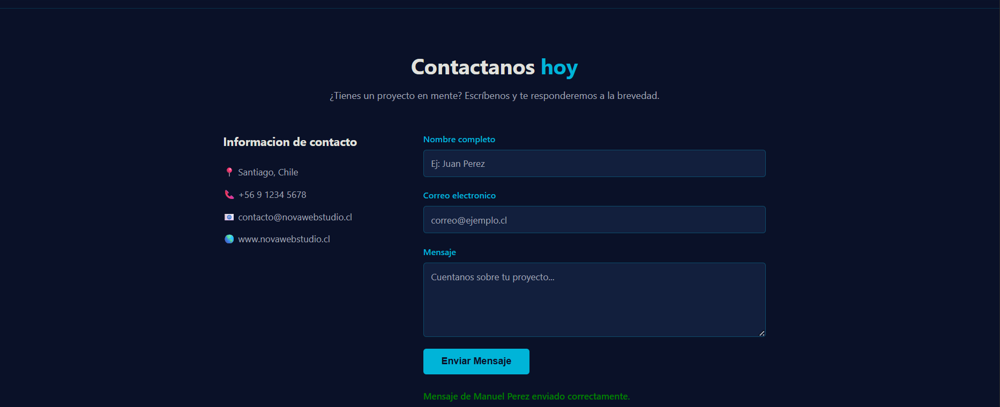 Contactanos hoy
¿Tienes un proyecto en mente? Escríbenos y te responderemos a la brevedad.
Informacion de contacto
Santiago, Chile
+56 9 1234 5678
contacto@novawebstudio.cl
www.novawebstudio.cl
Nombre completo
Ej: Juan Perez
Correo electronico
correo@ejemplo.cl
Mensaje
Cuentanos sobre tu proyecto...
Enviar Mensaje
Mensaje de Manuel Perez enviado correctamente.